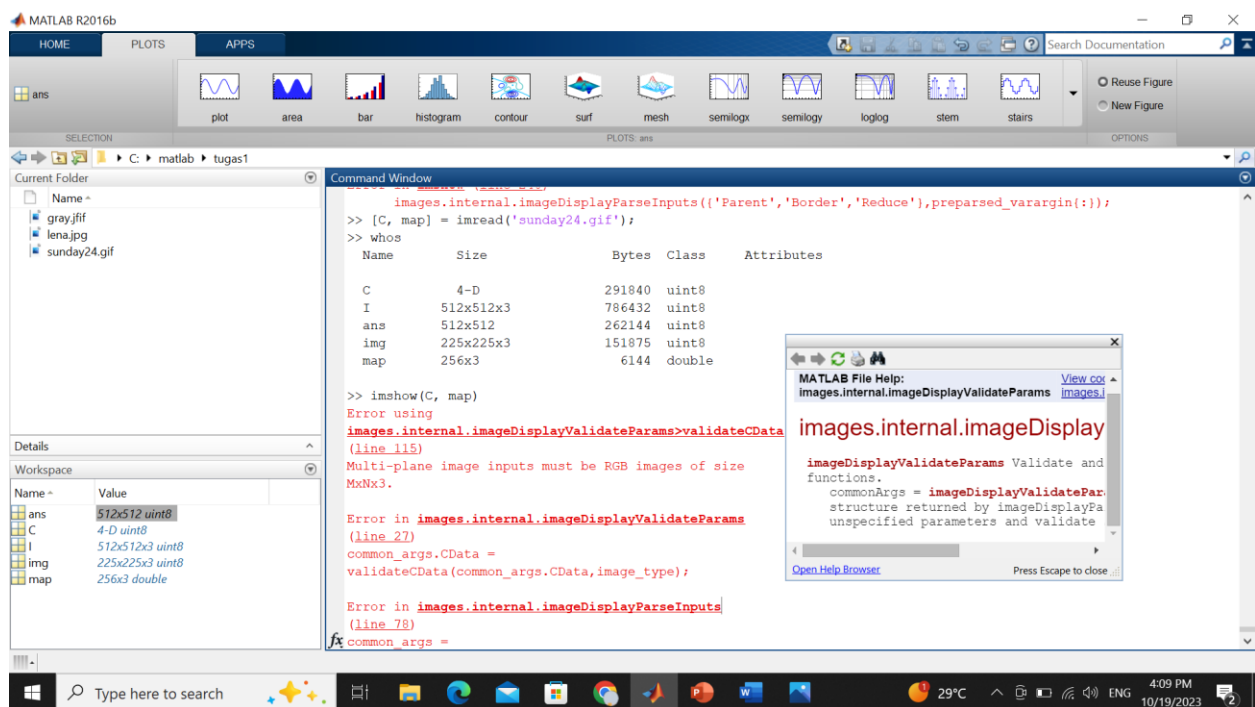 MATLAB R2016b
HOME PLOTS APPS
Search Documentation
ans
plot area bar histogram contour surf mesh semilogx semilogy loglog stem stairs
Reuse Figure
New Figure
SELECTION PLOTS: ans OPTIONS
C: matlab tugas1
Current Folder
Name
gray.jfif
lena.jpg
sunday24.gif
Details
Workspace
Name Value
ans 512x512 uint8
C 4-D uint8
I 512x512x3 uint8
img 225x225x3 uint8
map 256x3 double
Command Window
images.internal.imageDisplayParseInputs({'Parent','Border','Reduce'},preparsed_varargin{:});
>> [C, map] = imread('sunday24.gif');
>> whos
Name Size Bytes Class Attributes
C 4-D 291840 uint8
I 512x512x3 786432 uint8
ans 512x512 262144 uint8
img 225x225x3 151875 uint8
map 256x3 6144 double
>> imshow(C, map)
Error using
images.internal.imageDisplayValidateParams>validateCData
(line 115)
Multi-plane image inputs must be RGB images of size
MxNx3.
Error in images.internal.imageDisplayValidateParams
(line 27)
common_args.CData =
validateCData(common_args.CData,image_type);
Error in images.internal.imageDisplayParseInputs
(line 78)
fx common_args =
MATLAB File Help: View
images.internal.imageDisplayValidateParams images.i
images.internal.imageDisplay
imageDisplayValidateParams Validate and
functions.
commonArgs = imageDisplayValidatePar
structure returned by imageDisplayPa
unspecified parameters and validate
Open Help Browser Press Escape to close
Type here to search
29°C ENG 4:09 PM
10/19/2023